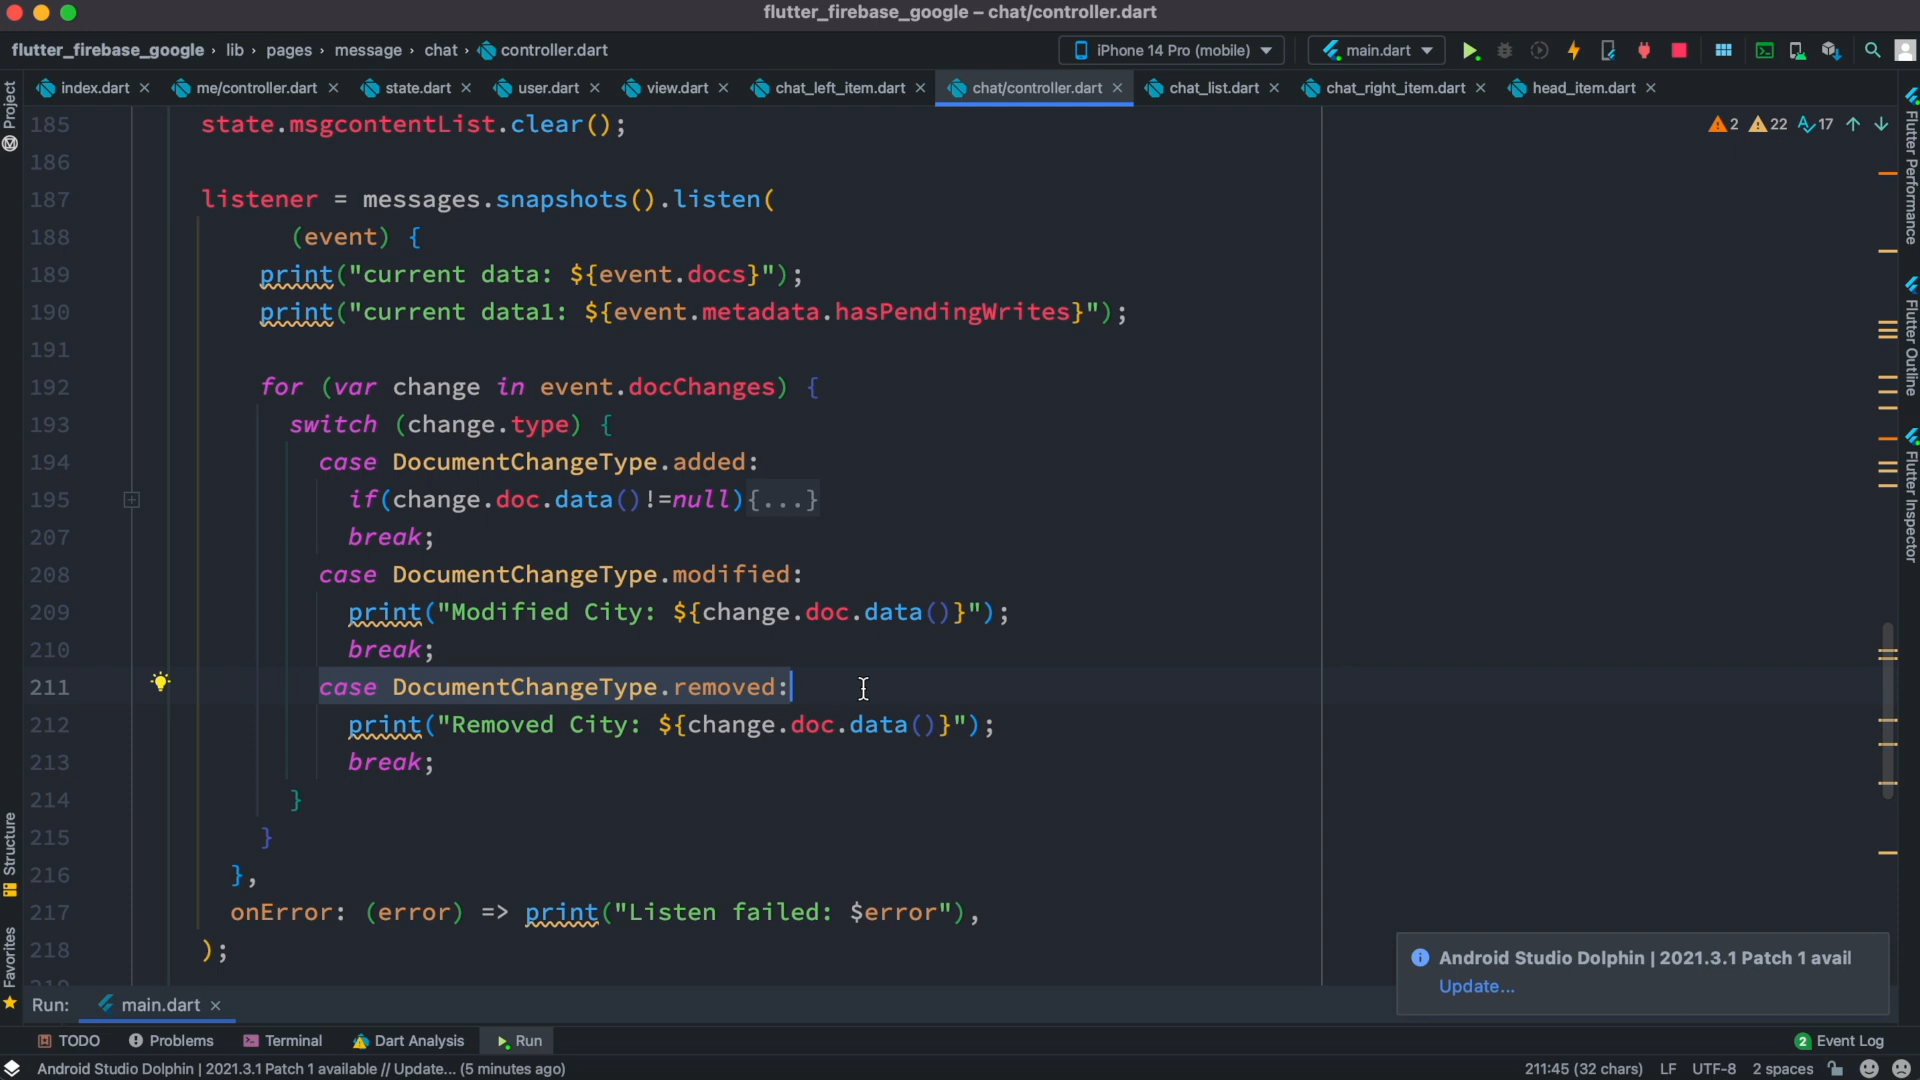 flutter_firebase_google – chat/controller.dart
flutter_firebase_google › lib › pages › message › chat › controller.dart
iPhone 14 Pro (mobile)
main.dart
index.dart
me/controller.dart
state.dart
user.dart
view.dart
chat_left_item.dart
chat/controller.dart
chat_list.dart
chat_right_item.dart
head_item.dart
Project
Structure
Favorites
Flutter Performance
Flutter Outline
Flutter Inspector
2 22 17
185 state.msgcontentList.clear();
186
187 listener = messages.snapshots().listen(
188 (event) {
189 print("current data: ${event.docs}");
190 print("current data1: ${event.metadata.hasPendingWrites}");
191
192 for (var change in event.docChanges) {
193 switch (change.type) {
194 case DocumentChangeType.added:
195 if(change.doc.data()!=null){...}
207 break;
208 case DocumentChangeType.modified:
209 print("Modified City: ${change.doc.data()}");
210 break;
211 case DocumentChangeType.removed:
212 print("Removed City: ${change.doc.data()}");
213 break;
214 }
215 }
216 },
217 onError: (error) => print("Listen failed: $error"),
218 );
Android Studio Dolphin | 2021.3.1 Patch 1 avail
Update...
Run: main.dart
TODO
Problems
Terminal
Dart Analysis
Run
2 Event Log
Android Studio Dolphin | 2021.3.1 Patch 1 available // Update... (5 minutes ago)
211:45 (32 chars) LF UTF-8 2 spaces